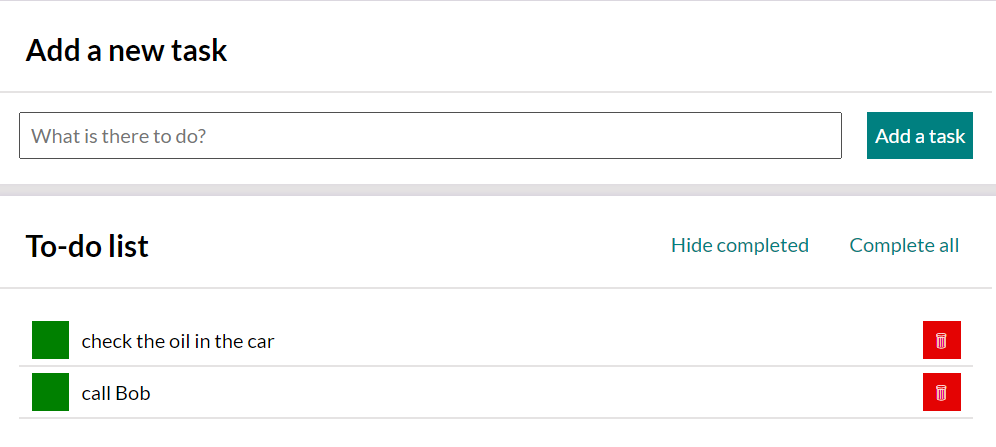 Add a new task
What is there to do?
Add a task
To-do list
Hide completed
Complete all
check the oil in the car
call Bob